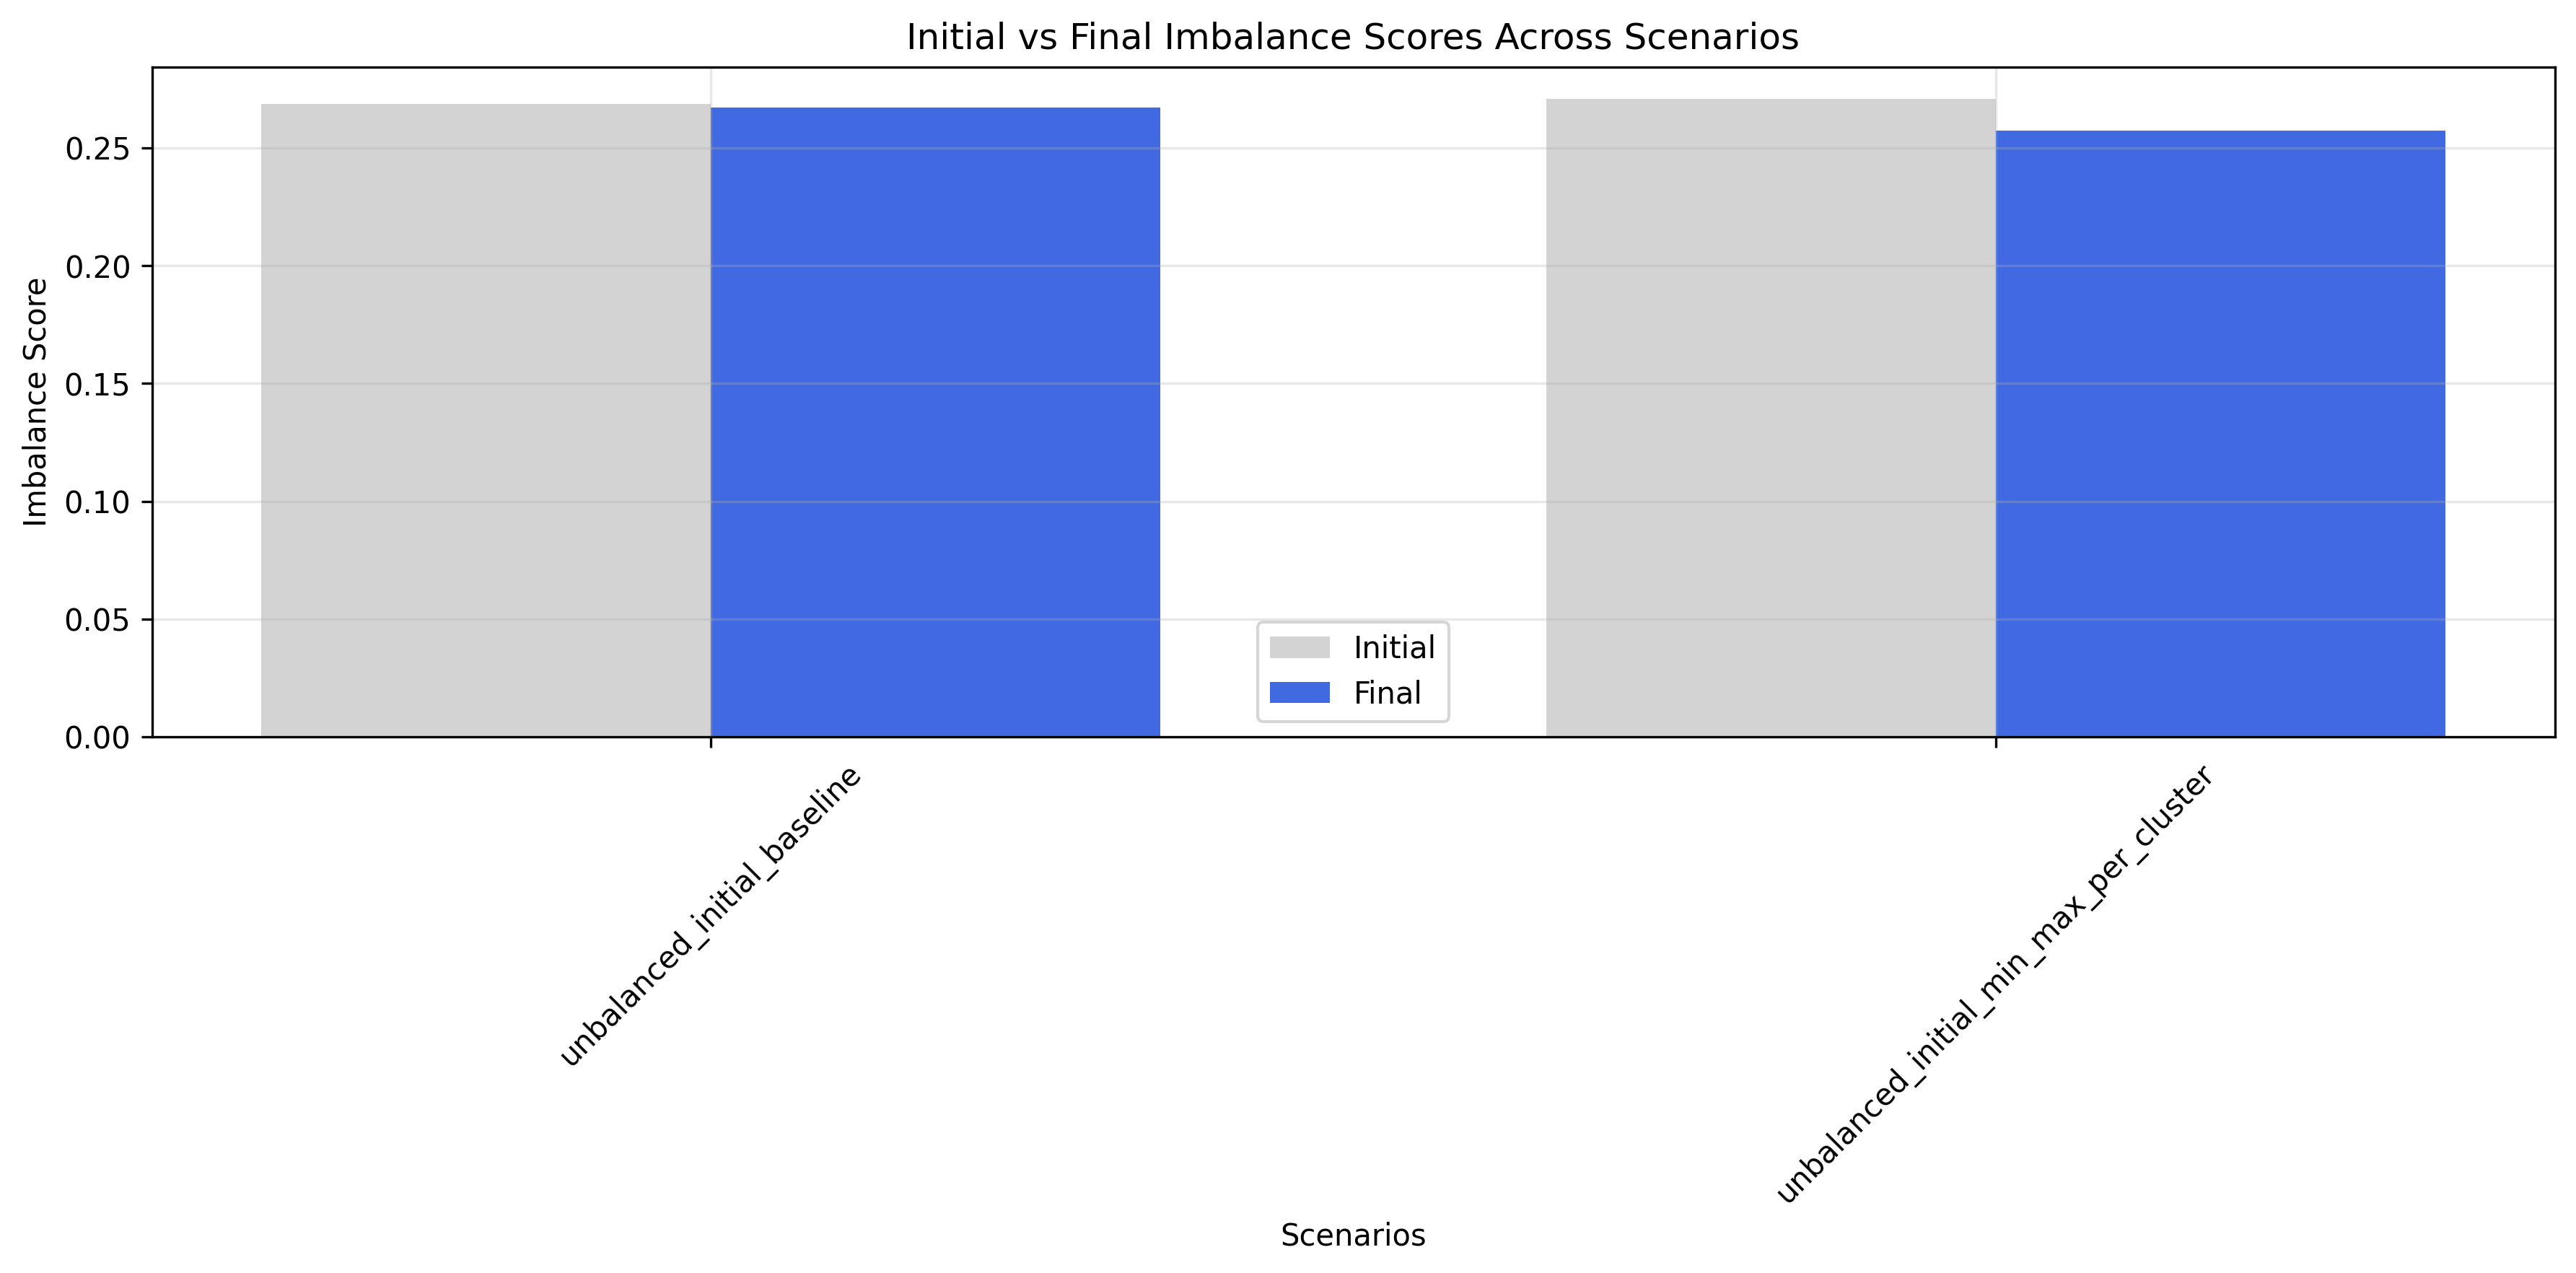 Initial vs Final Imbalance Scores Across Scenarios
Imbalance Score
0.25
0.20
0.15
0.10
0.05
0.00
Initial
Final
unbalanced_initial_baseline
unbalanced_initial_min_max_per_cluster
Scenarios